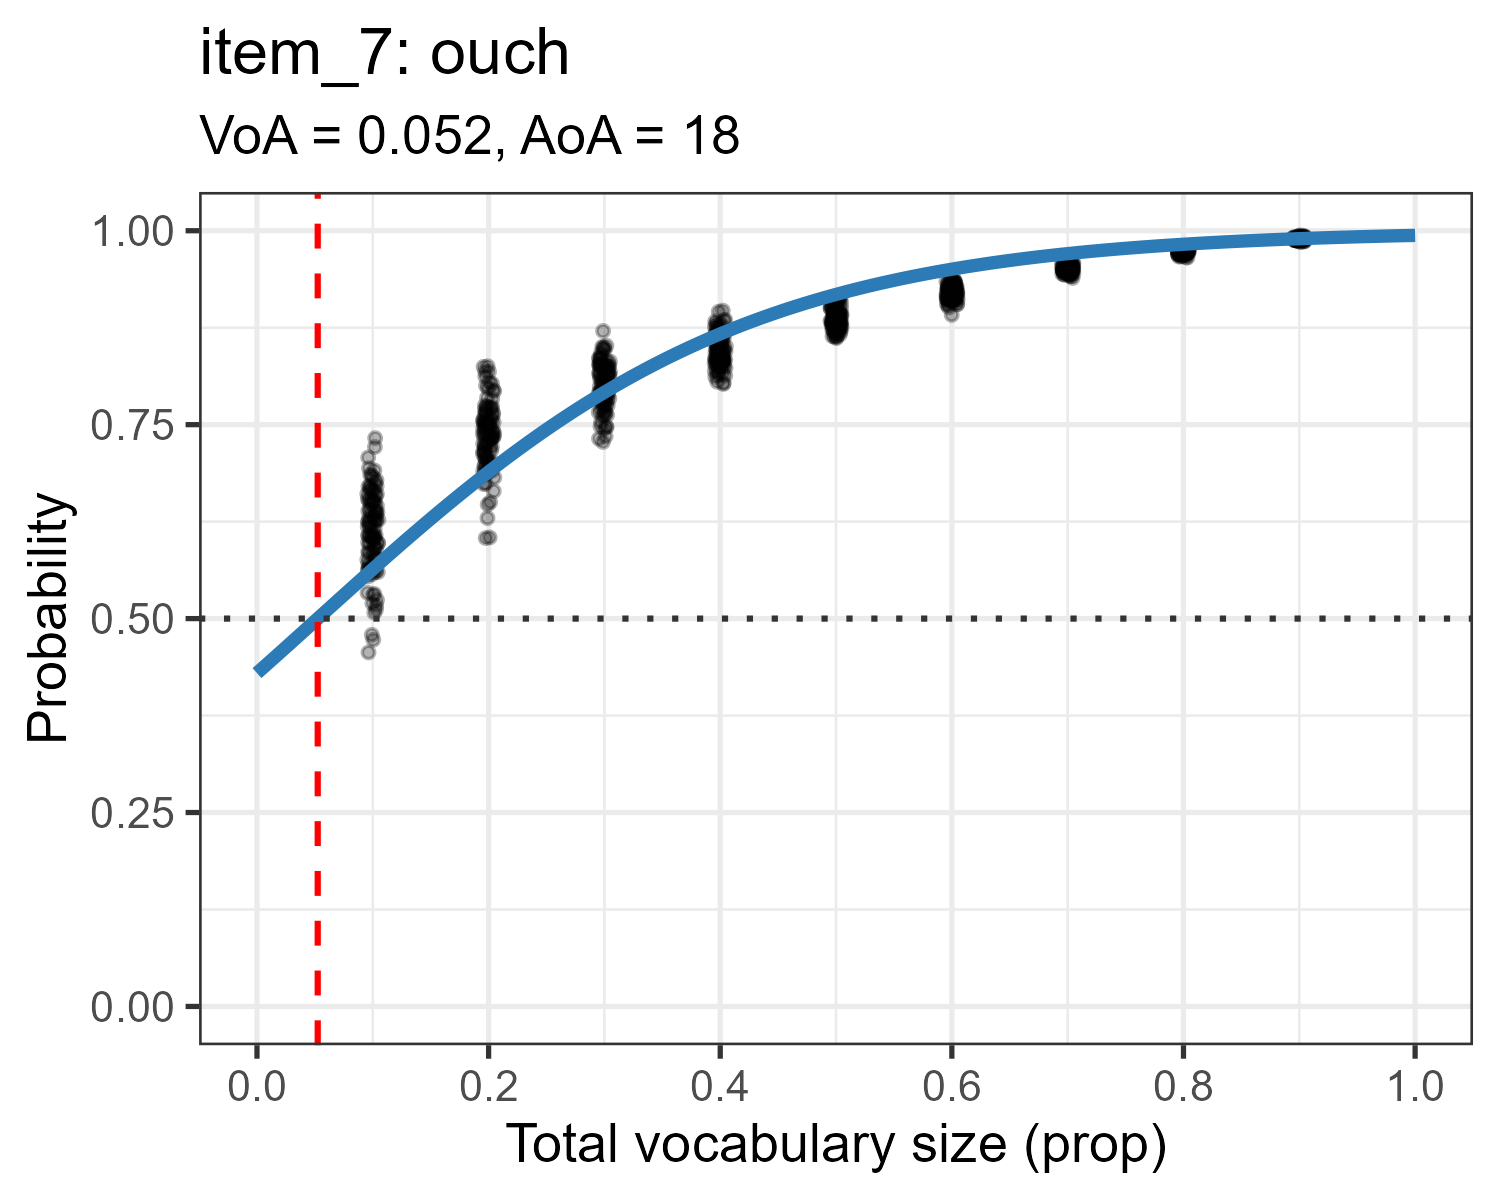 item_7: ouch
VoA = 0.052, AoA = 18
Probability
1.00
0.75
0.50
0.25
0.00
0.0 0.2 0.4 0.6 0.8 1.0
Total vocabulary size (prop)